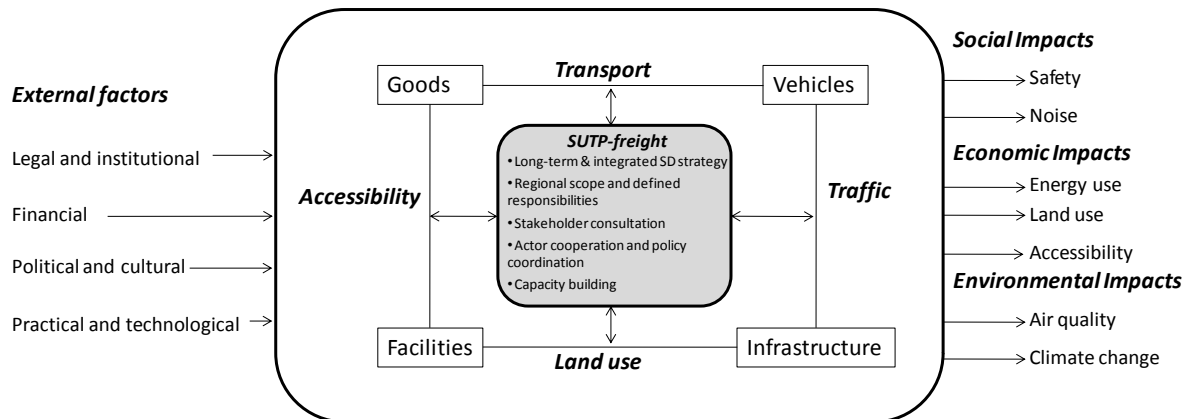 External factors
Legal and institutional
Financial
Political and cultural
Practical and technological
Goods
Transport
Vehicles
Accessibility
Traffic
SUTP-freight
• Long-term & integrated SD strategy
• Regional scope and defined
responsibilities
• Stakeholder consultation
• Actor cooperation and policy
coordination
• Capacity building
Facilities
Land use
Infrastructure
Social Impacts
Safety
Noise
Economic Impacts
Energy use
Land use
Accessibility
Environmental Impacts
Air quality
Climate change